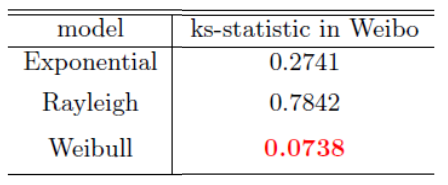 model ks-statistic in Weibo
Exponential 0.2741
Rayleigh 0.7842
Weibull 0.0738